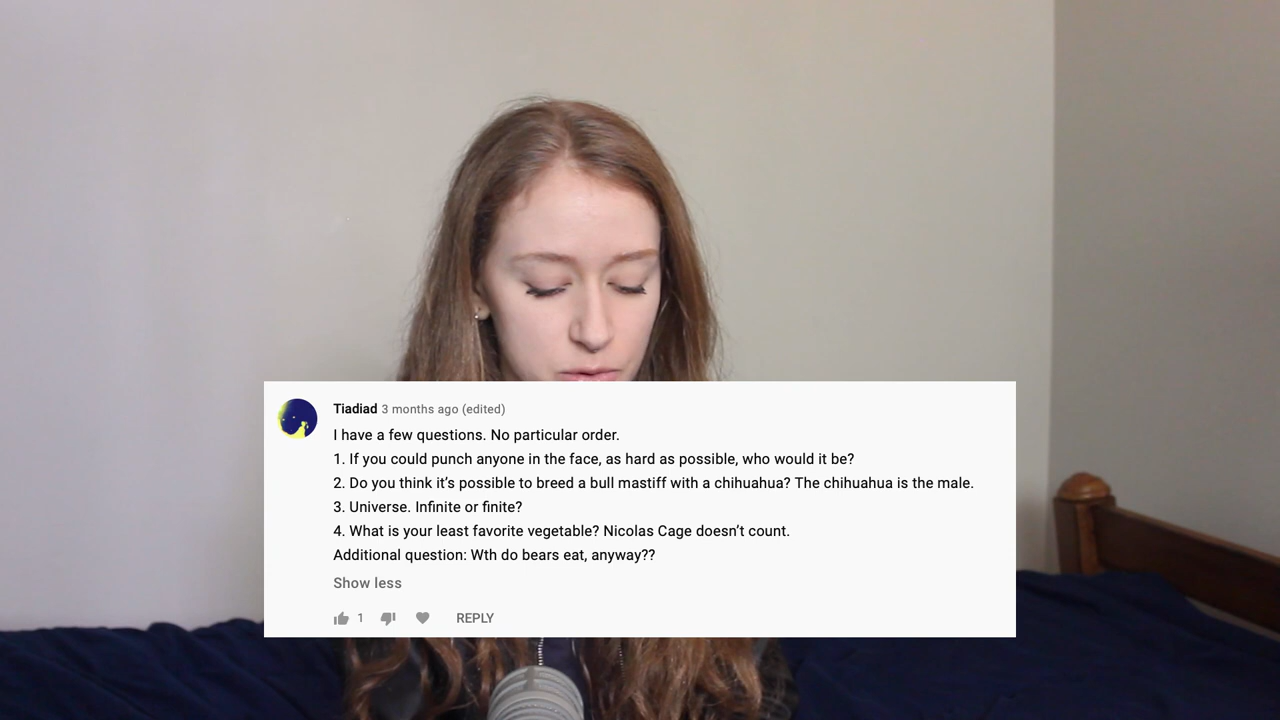 Tiadiad 3 months ago (edited)
I have a few questions. No particular order.
1. If you could punch anyone in the face, as hard as possible, who would it be?
2. Do you think it's possible to breed a bull mastiff with a chihuahua? The chihuahua is the male.
3. Universe. Infinite or finite?
4. What is your least favorite vegetable? Nicolas Cage doesn't count.
Additional question: Wth do bears eat, anyway??
Show less
1 REPLY